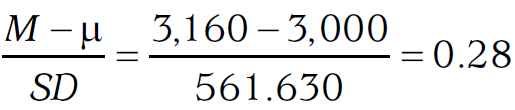 M – μ / SD = 3,160 – 3,000 / 561.630 = 0.28